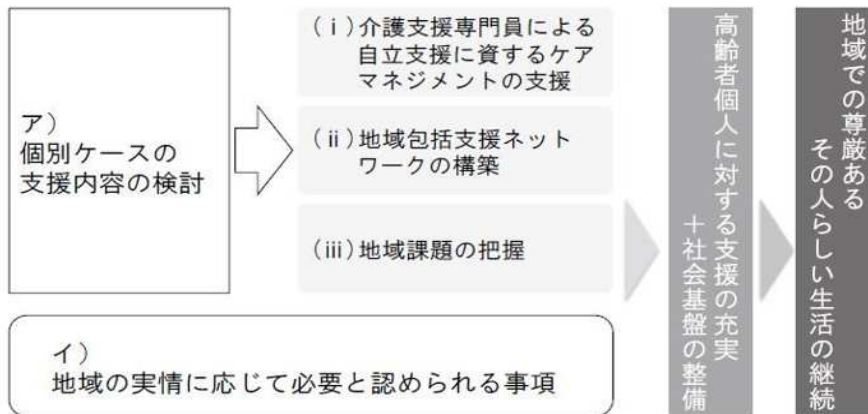 ア)
個別ケースの
支援内容の検討
(ⅰ)介護支援専門員による
自立支援に資するケア
マネジメントの支援
(ⅱ)地域包括支援ネット
ワークの構築
(ⅲ)地域課題の把握
イ)
地域の実情に応じて必要と認められる事項
高齢者個人に対する支援の充実
＋社会基盤の整備
地域での尊厳ある
その人らしい生活の継続